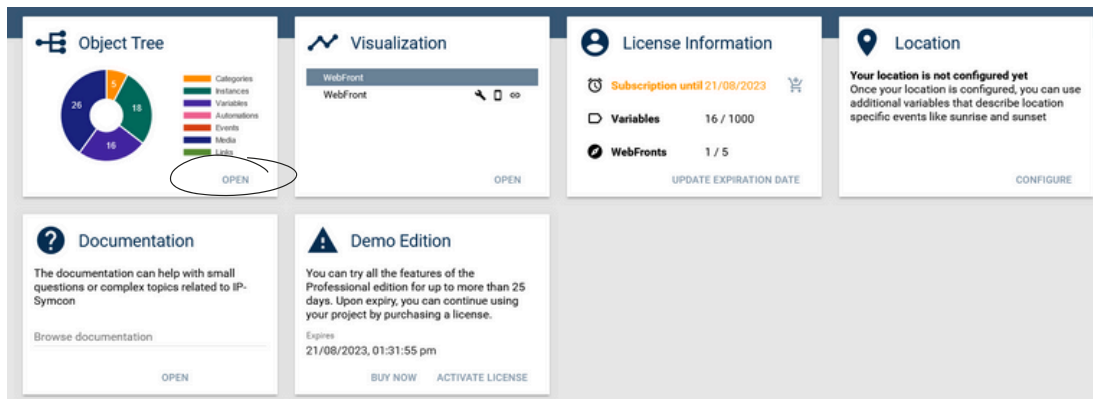 Object Tree
5
26
18
16
Categories
Instances
Variables
Automations
Events
Media
Links
OPEN
Visualization
WebFront
WebFront
OPEN
License Information
Subscription until 21/08/2023
Variables 16 / 1000
WebFronts 1 / 5
UPDATE EXPIRATION DATE
Location
Your location is not configured yet
Once your location is configured, you can use
additional variables that describe location
specific events like sunrise and sunset
CONFIGURE
Documentation
The documentation can help with small
questions or complex topics related to IP-
Symcon
Browse documentation
OPEN
Demo Edition
You can try all the features of the
Professional edition for up to more than 25
days. Upon expiry, you can continue using
your project by purchasing a license.
Expires
21/08/2023, 01:31:55 pm
BUY NOW ACTIVATE LICENSE